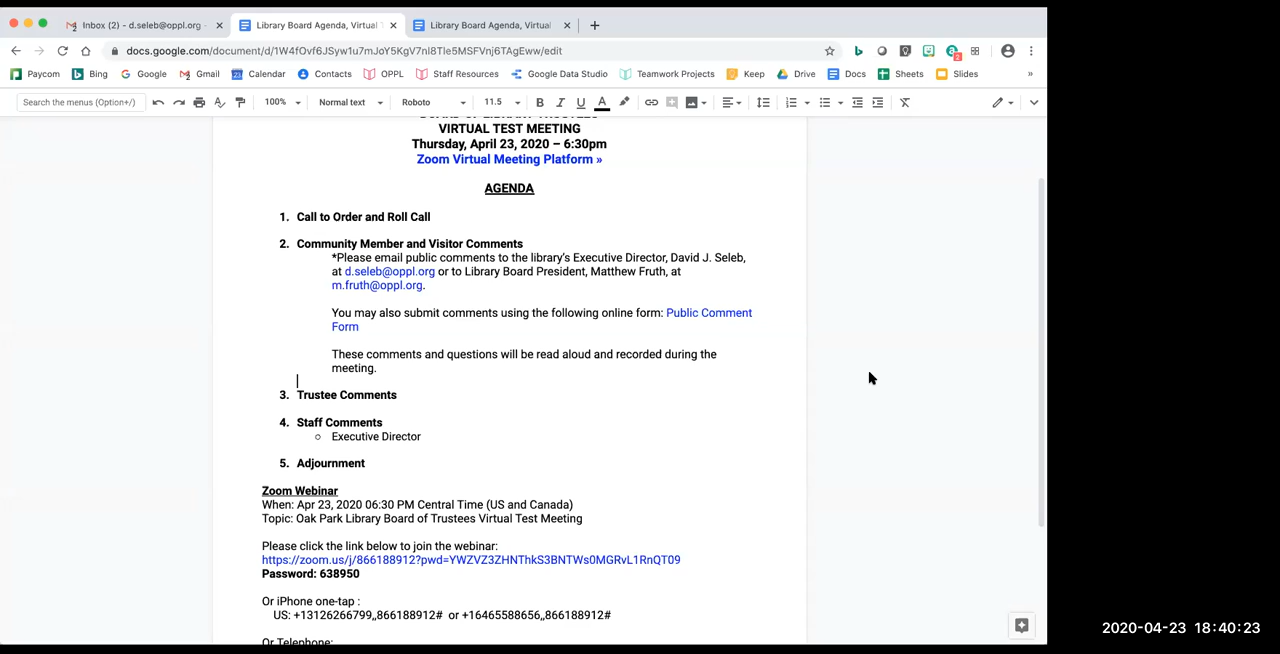 Inbox (2) - d.seleb@oppl.org -
Library Board Agenda, Virtual T
Library Board Agenda, Virtual
docs.google.com/document/d/1W4fOvf6JSyw1u7mJoY5KgV7nI8Tle5MSFVnj6TAgEww/edit
Paycom Bing Google Gmail Calendar Contacts OPPL Staff Resources Google Data Studio Teamwork Projects Keep Drive Docs Sheets Slides »
Search the menus (Option+/) 100% Normal text Roboto 11.5 B I U A
BOARD OF LIBRARY TRUSTEES
VIRTUAL TEST MEETING
Thursday, April 23, 2020 – 6:30pm
Zoom Virtual Meeting Platform »
AGENDA
1. Call to Order and Roll Call
2. Community Member and Visitor Comments
*Please email public comments to the library's Executive Director, David J. Seleb,
at d.seleb@oppl.org or to Library Board President, Matthew Fruth, at
m.fruth@oppl.org.
You may also submit comments using the following online form: Public Comment
Form
These comments and questions will be read aloud and recorded during the
meeting.
3. Trustee Comments
4. Staff Comments
○ Executive Director
5. Adjournment
Zoom Webinar
When: Apr 23, 2020 06:30 PM Central Time (US and Canada)
Topic: Oak Park Library Board of Trustees Virtual Test Meeting
Please click the link below to join the webinar:
https://zoom.us/j/866188912?pwd=YWZVZ3ZHNThkS3BNTWs0MGRvL1RnQT09
Password: 638950
Or iPhone one-tap :
US: +13126266799,,866188912# or +16465588656,,866188912#
Or Telephone:
2020-04-23 18:40:23